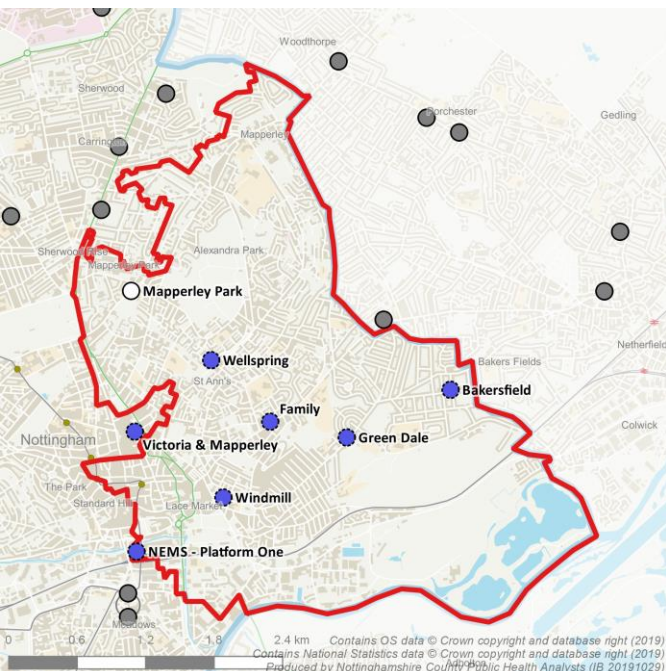 Woodthorpe
Sherwood
Porchester
Gedling
Mapperley
Carrington
Alexandra Park
Sherwood Rise
Mapperley Park
Mapperley Park
Netherfield
Wellspring
Bakers Fields
St Ann's
Bakersfield
Family
Colwick
Nottingham
Victoria & Mapperley
Green Dale
The Park
Windmill
Standard Hill
Lace Market
NEMS - Platform One
Meadows
0 0.6 1.2 1.8 2.4 km
Contains OS data © Crown copyright and database right (2019)
Contains National Statistics data © Crown copyright and database right (2019)
Adbolton
Produced by Nottinghamshire County Public Health Analysts (IB 20191029)